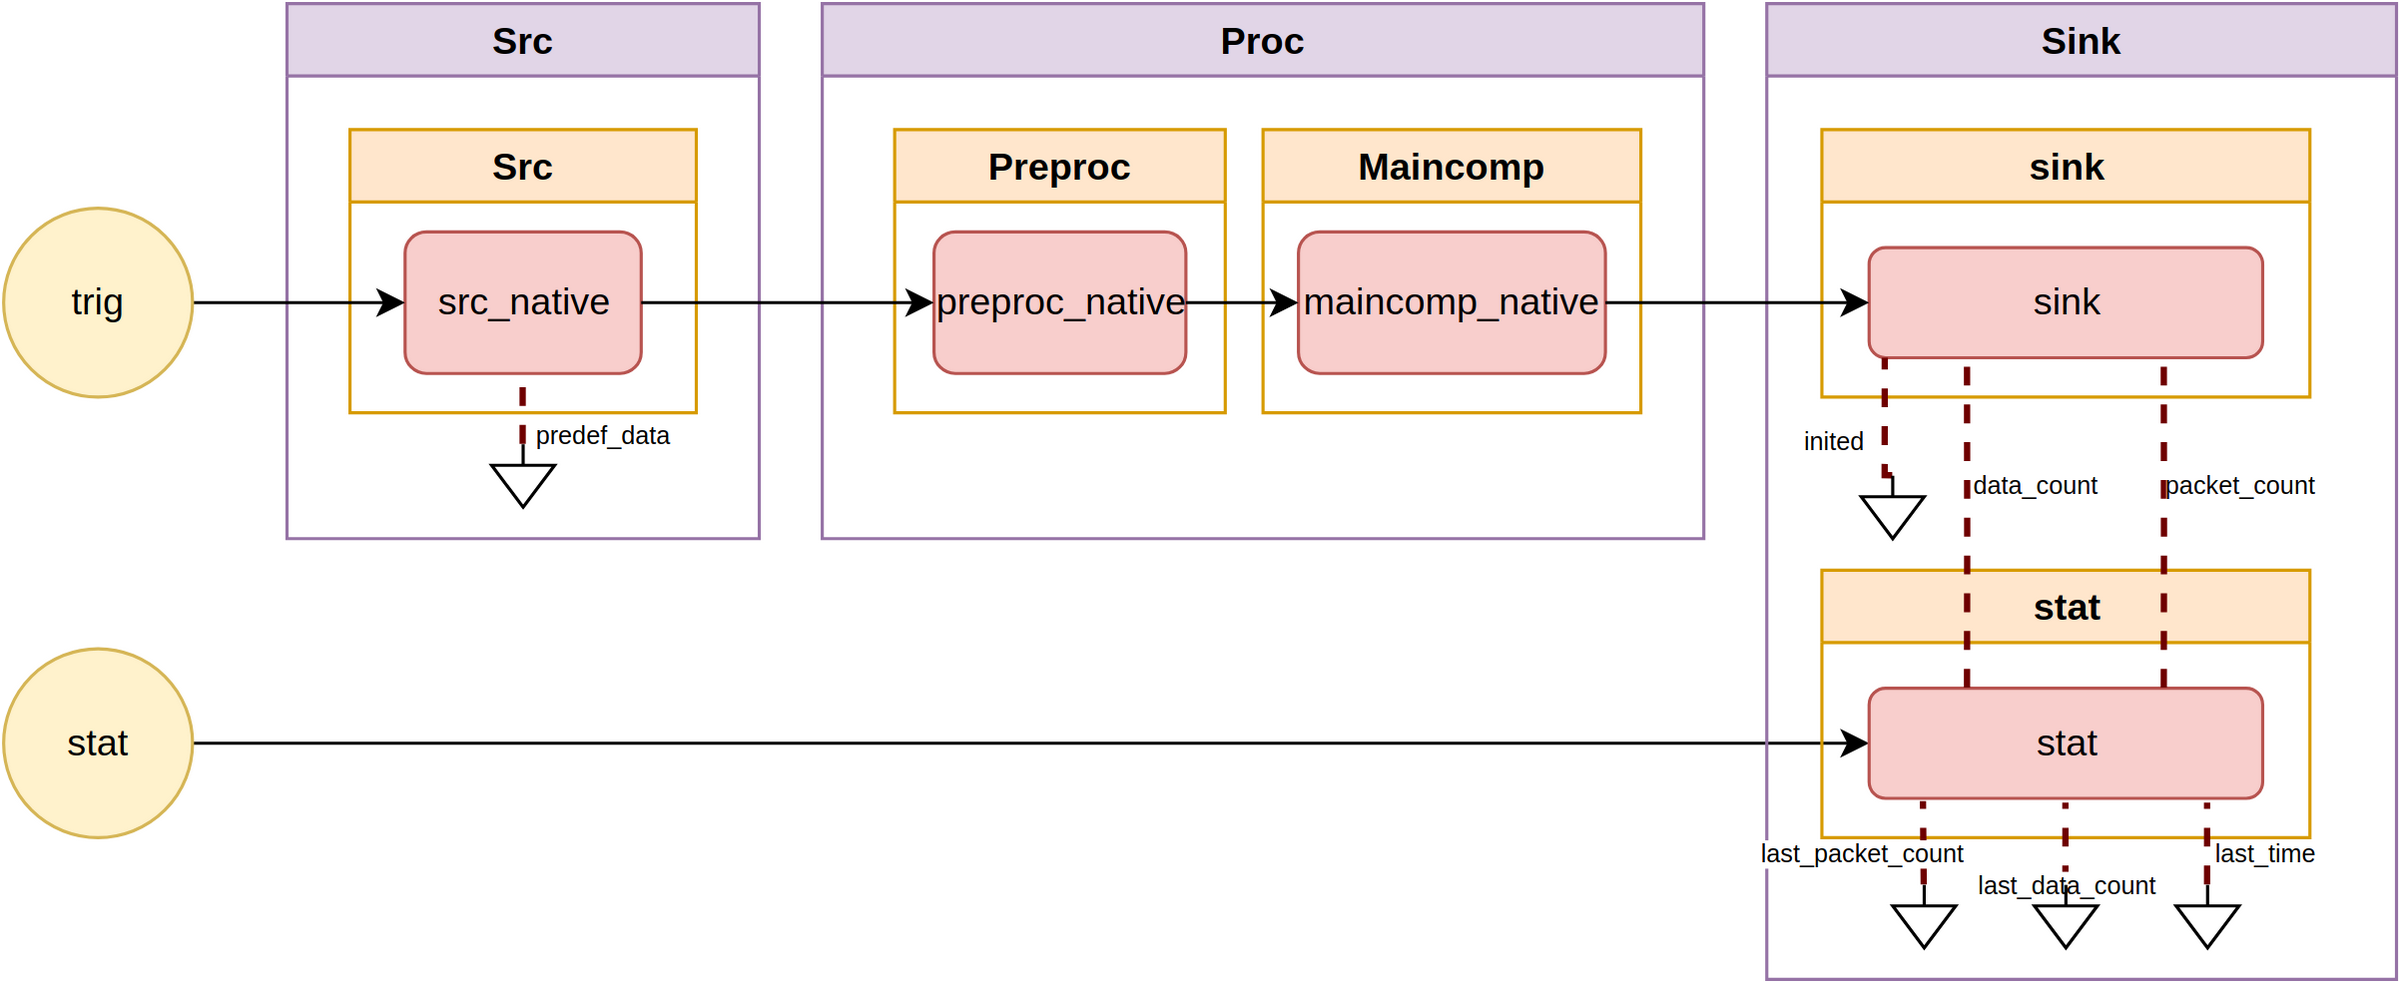 Src
Proc
Sink
Src
Preproc
Maincomp
sink
trig
src_native
preproc_native
maincomp_native
sink
predef_data
inited
data_count
packet_count
stat
stat
stat
last_packet_count
last_time
last_data_count